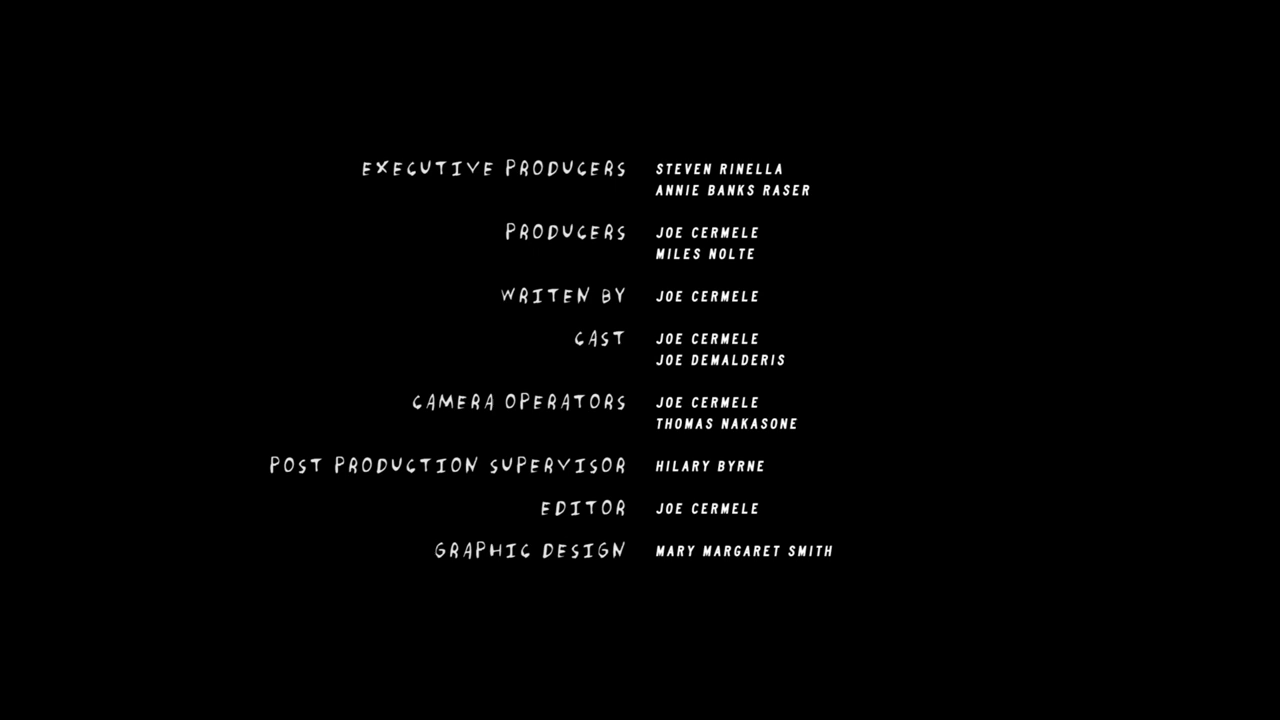 EXECUTIVE PRODUCERS STEVEN RINELLA
ANNIE BANKS RASER
PRODUCERS JOE CERMELE
MILES NOLTE
WRITEN BY JOE CERMELE
CAST JOE CERMELE
JOE DEMALDERIS
CAMERA OPERATORS JOE CERMELE
THOMAS NAKASONE
POST PRODUCTION SUPERVISOR HILARY BYRNE
EDITOR JOE CERMELE
GRAPHIC DESIGN MARY MARGARET SMITH